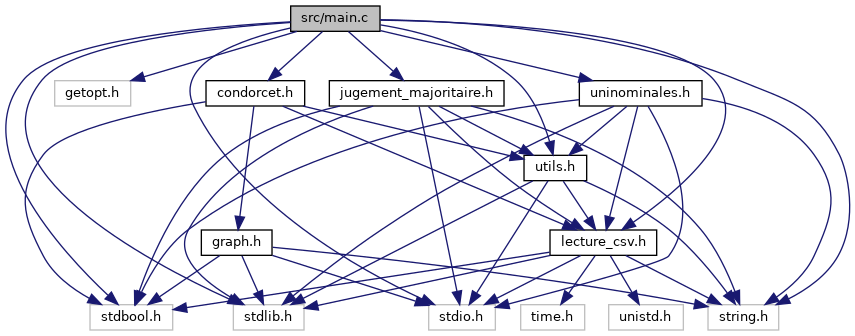 src/main.c
getopt.h
condorcet.h
jugement_majoritaire.h
uninominales.h
utils.h
graph.h
lecture_csv.h
stdbool.h
stdlib.h
stdio.h
time.h
unistd.h
string.h